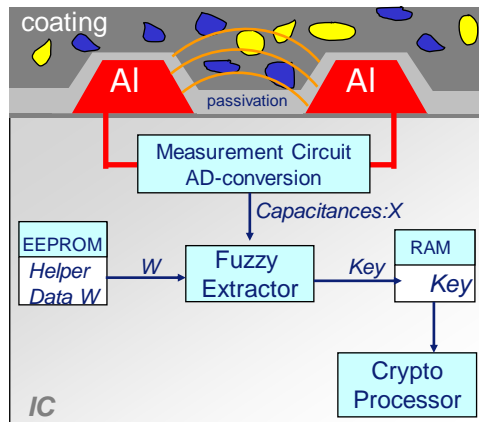 coating
Al
Al
passivation
Measurement Circuit
AD-conversion
Capacitances:X
EEPROM
Helper
Data W
W
Fuzzy
Extractor
Key
RAM
Key
Crypto
Processor
IC